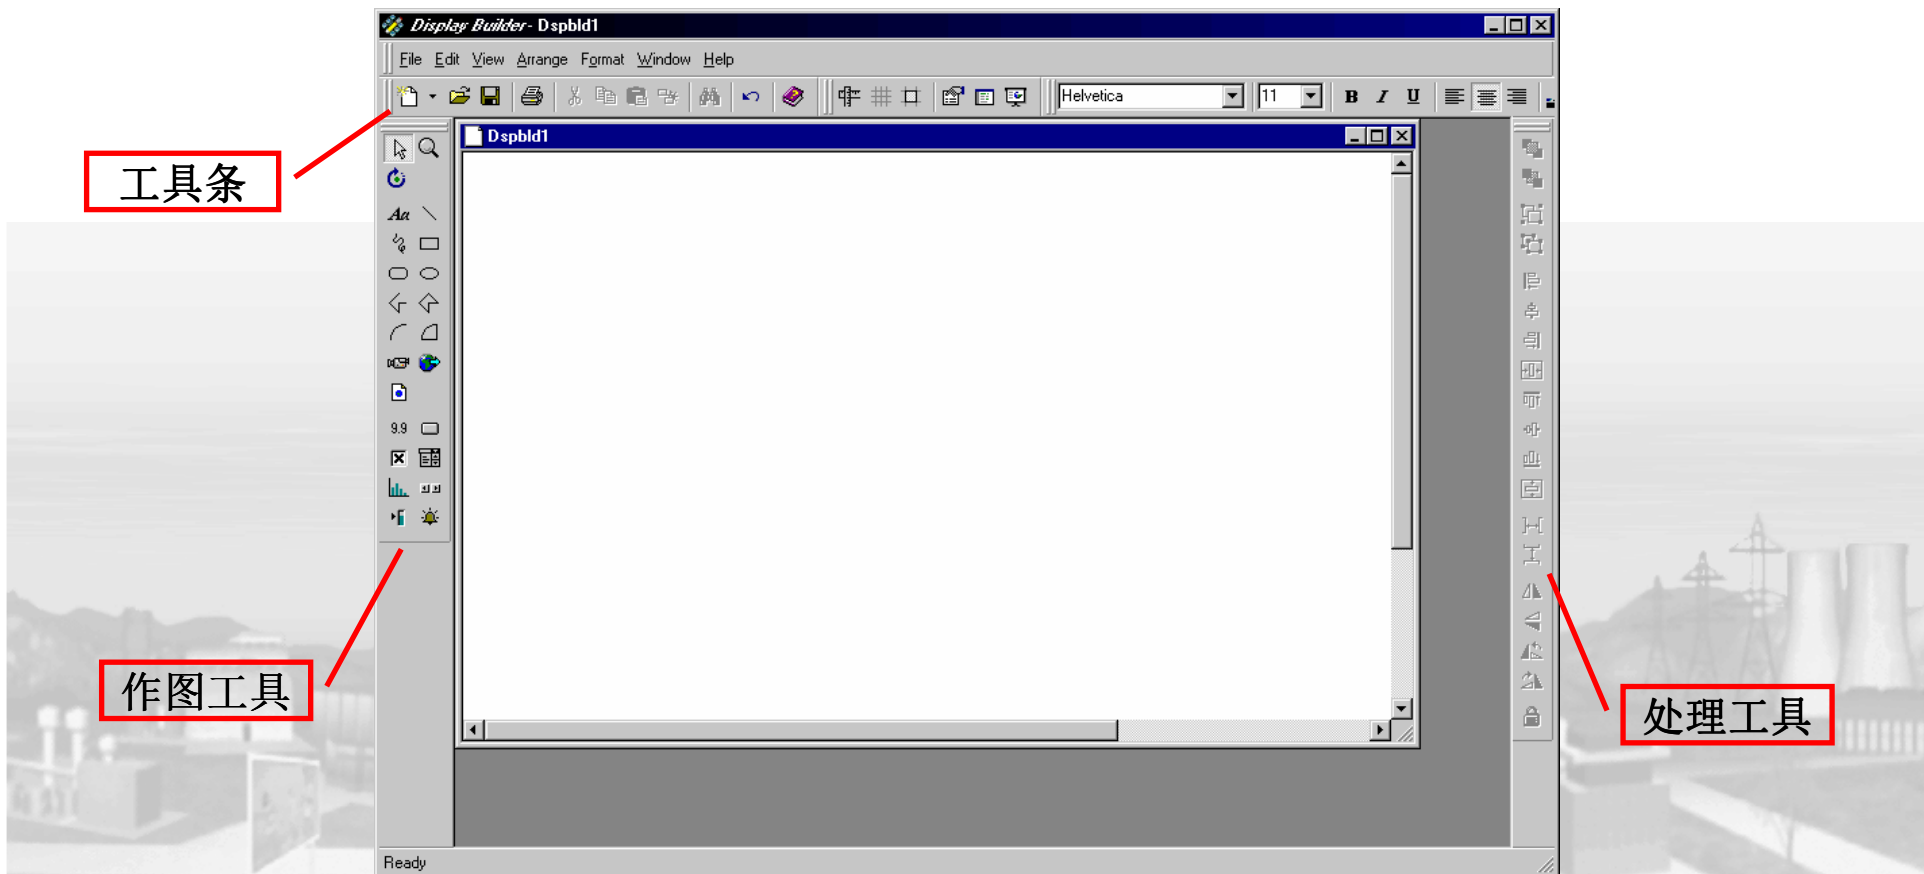 Display Builder - Dspbld1
File Edit View Arrange Format Window Help
Helvetica 11 B I U
Dspbld1
工具条
Aa
9.9
作图工具
处理工具
Ready